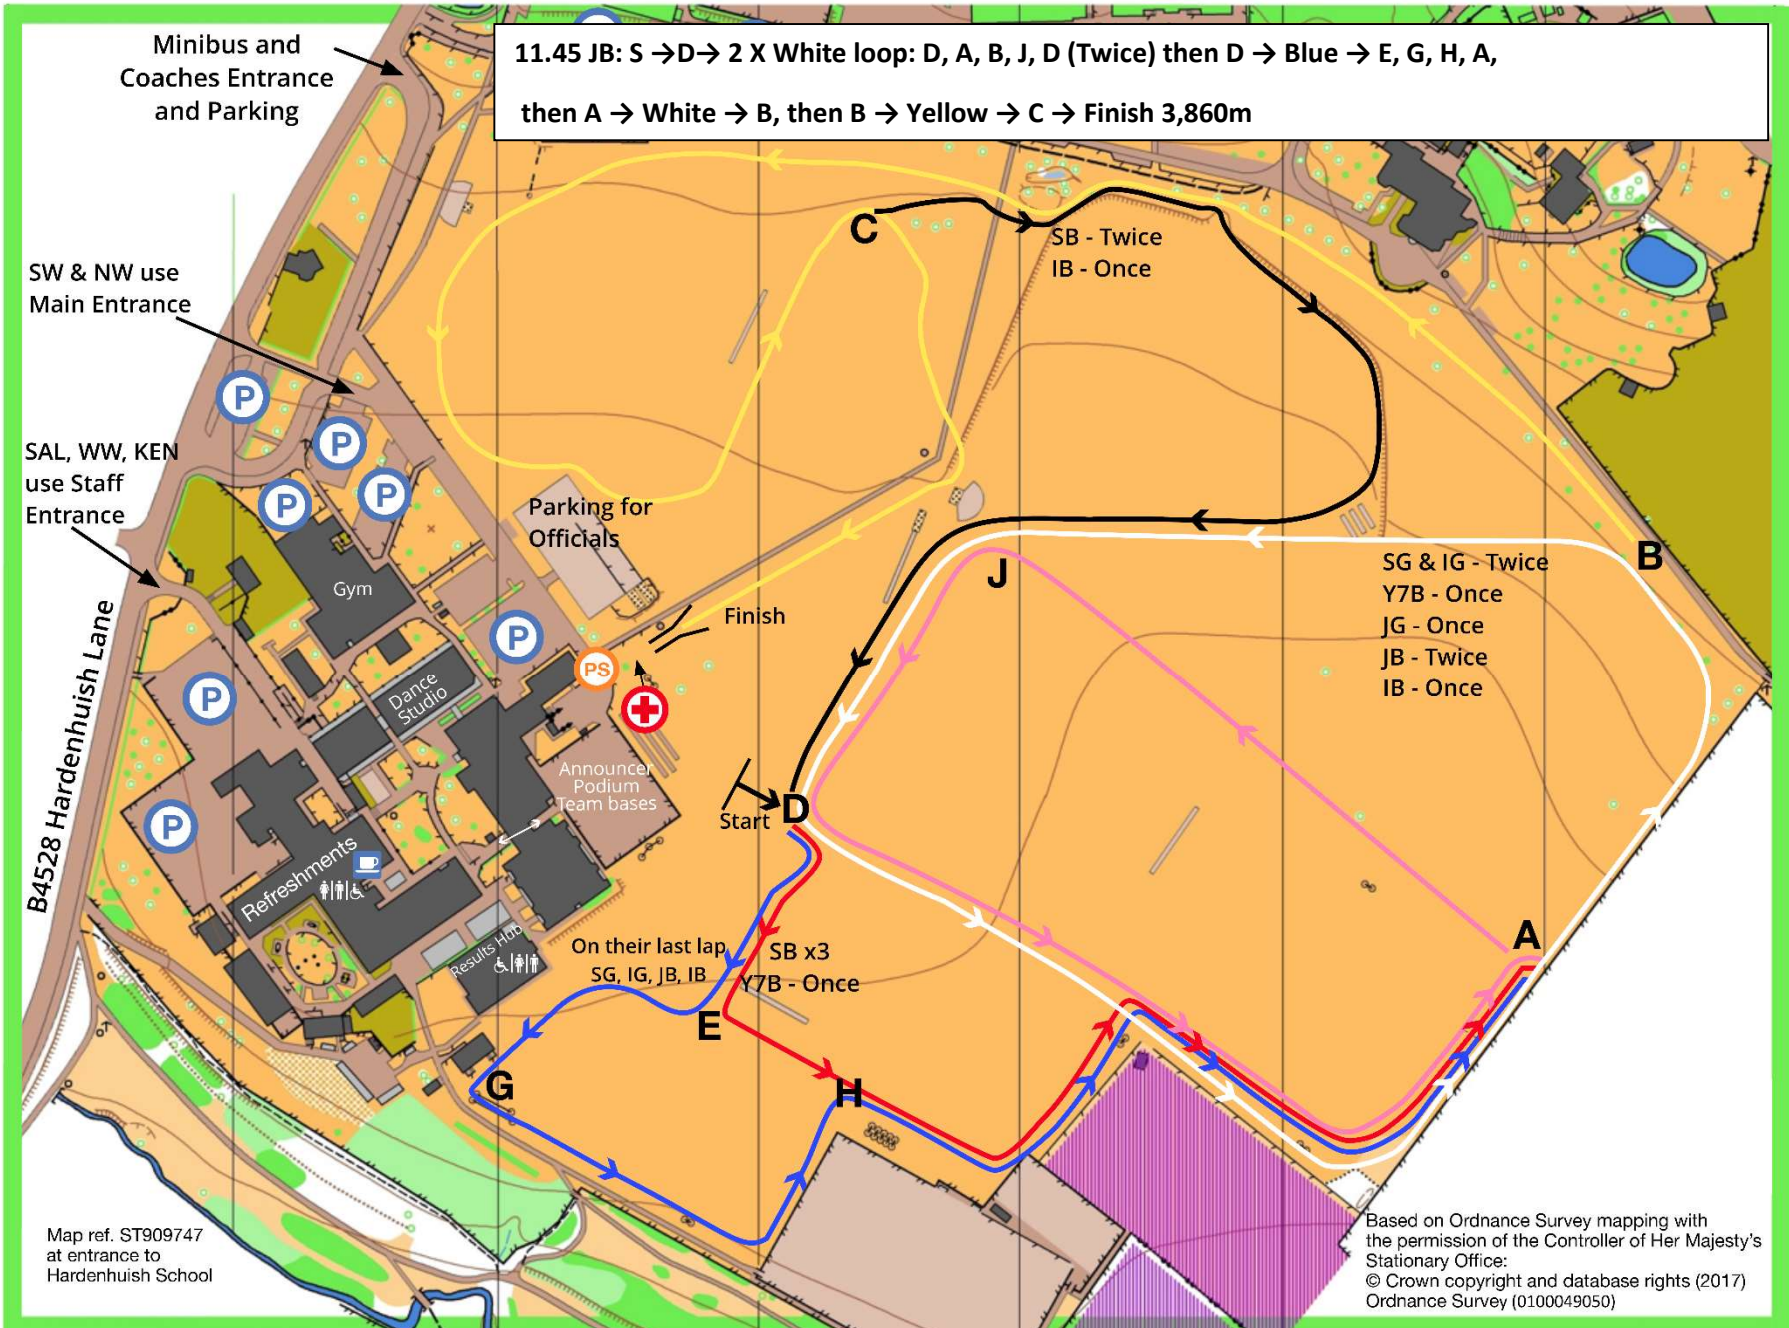 11.45 JB: S →D→ 2 X White loop: D, A, B, J, D (Twice) then D → Blue → E, G, H, A,
then A → White → B, then B → Yellow → C → Finish 3,860m
Minibus and
Coaches Entrance
and Parking
SW & NW use
Main Entrance
SAL, WW, KEN
use Staff
Entrance
B4528 Hardenhuish Lane
P
P
P
P
P
P
P
C
SB - Twice
IB - Once
Parking for
Officials
Gym
Dance
Studio
Finish
PS
Announcer
Podium
Team bases
Start
D
J
B
SG & IG - Twice
Y7B - Once
JG - Once
JB - Twice
IB - Once
A
Refreshments
Results Hub
On their last lap
SG, IG, JB, IB
SB x3
Y7B - Once
E
G
H
Map ref. ST909747
at entrance to
Hardenhuish School
Based on Ordnance Survey mapping with
the permission of the Controller of Her Majesty's
Stationary Office:
© Crown copyright and database rights (2017)
Ordnance Survey (0100049050)